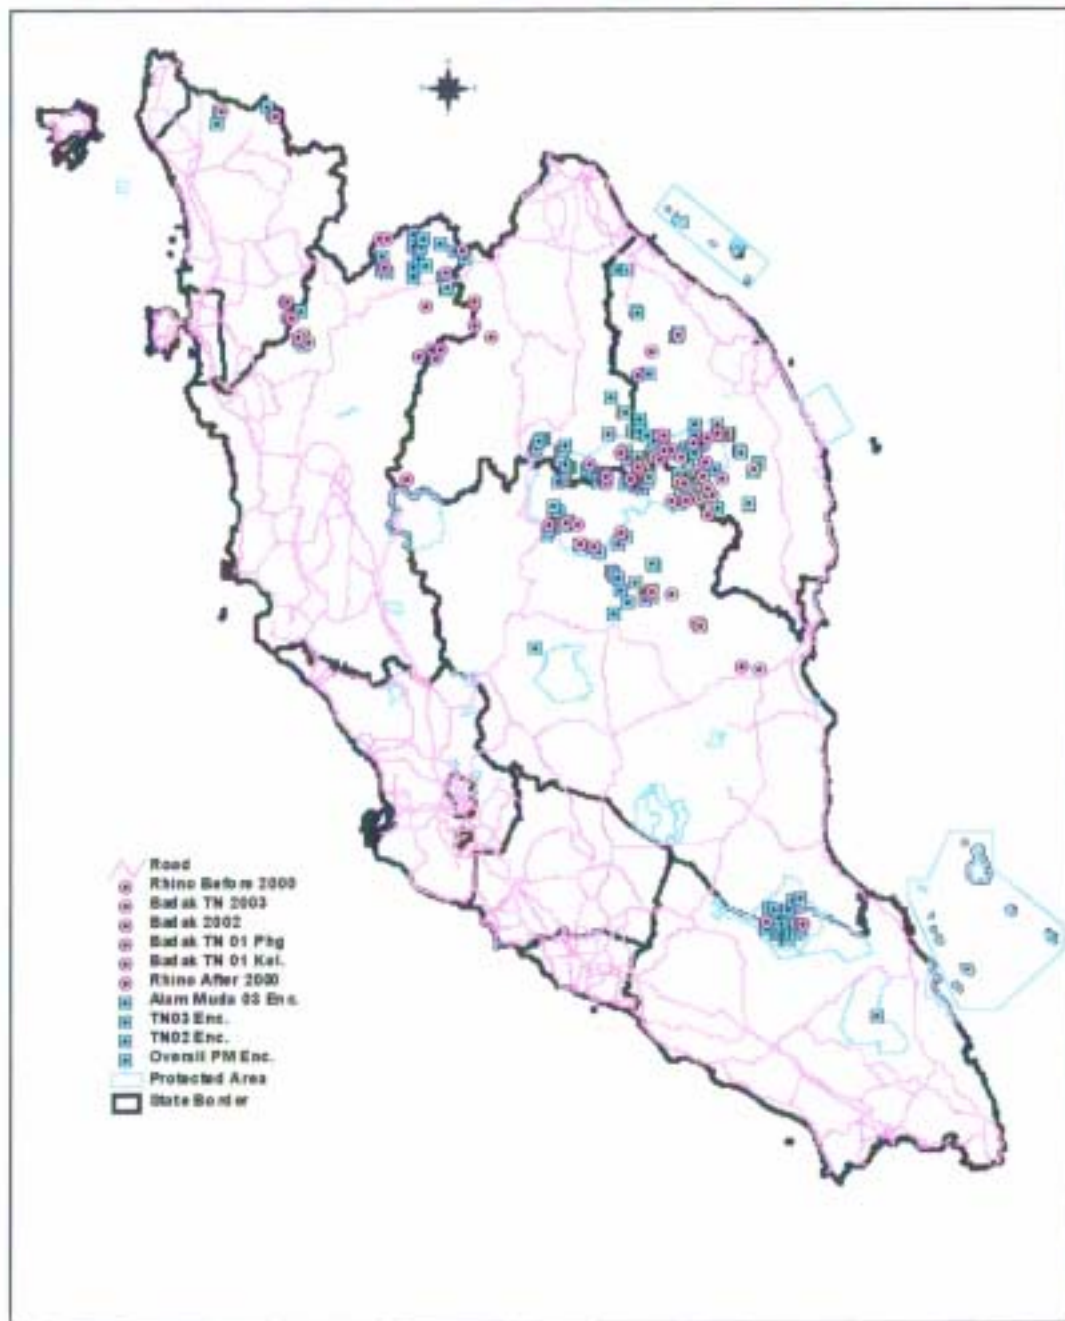 Road
Rhino Before 2000
Badak TN 2003
Badak 2002
Badak TN 01 Phg
Badak TN 01 Kel.
Rhino After 2000
Alam Muda 03 Enc.
TN03 Enc.
TN02 Enc.
Overall PM Enc.
Protected Area
State Border